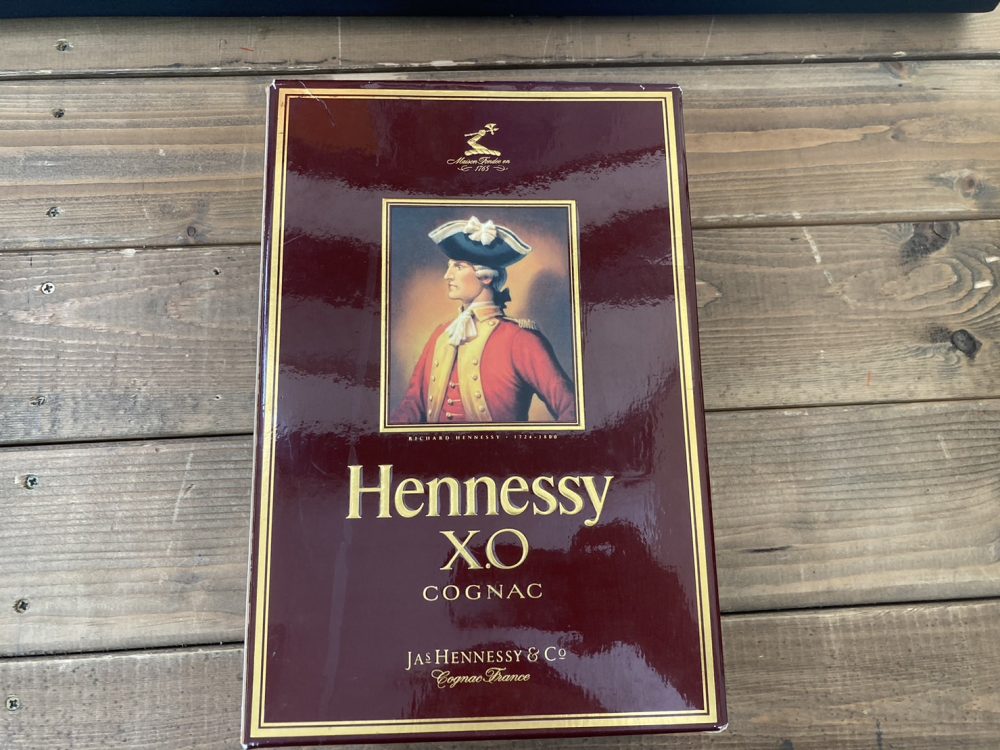 Maison Fondée en
1765
RICHARD HENNESSY • 1724-1800
Hennessy
X.O
COGNAC
JAS HENNESSY & CO
Cognac France